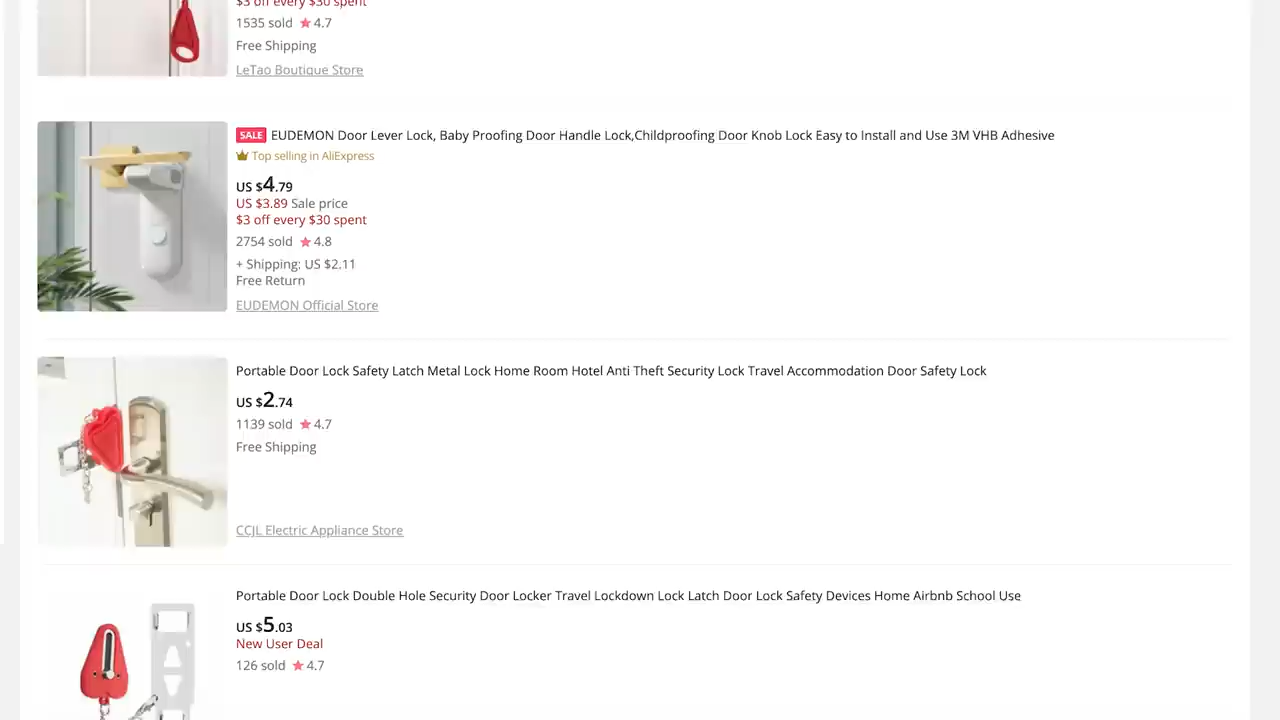 $3 off every $30 spent
1535 sold ★ 4.7
Free Shipping
LeTao Boutique Store
SALE EUDEMON Door Lever Lock, Baby Proofing Door Handle Lock,Childproofing Door Knob Lock Easy to Install and Use 3M VHB Adhesive
Top selling in AliExpress
US $4.79
US $3.89 Sale price
$3 off every $30 spent
2754 sold ★ 4.8
+ Shipping: US $2.11
Free Return
EUDEMON Official Store
Portable Door Lock Safety Latch Metal Lock Home Room Hotel Anti Theft Security Lock Travel Accommodation Door Safety Lock
US $2.74
1139 sold ★ 4.7
Free Shipping
CCJL Electric Appliance Store
Portable Door Lock Double Hole Security Door Locker Travel Lockdown Lock Latch Door Lock Safety Devices Home Airbnb School Use
US $5.03
New User Deal
126 sold ★ 4.7